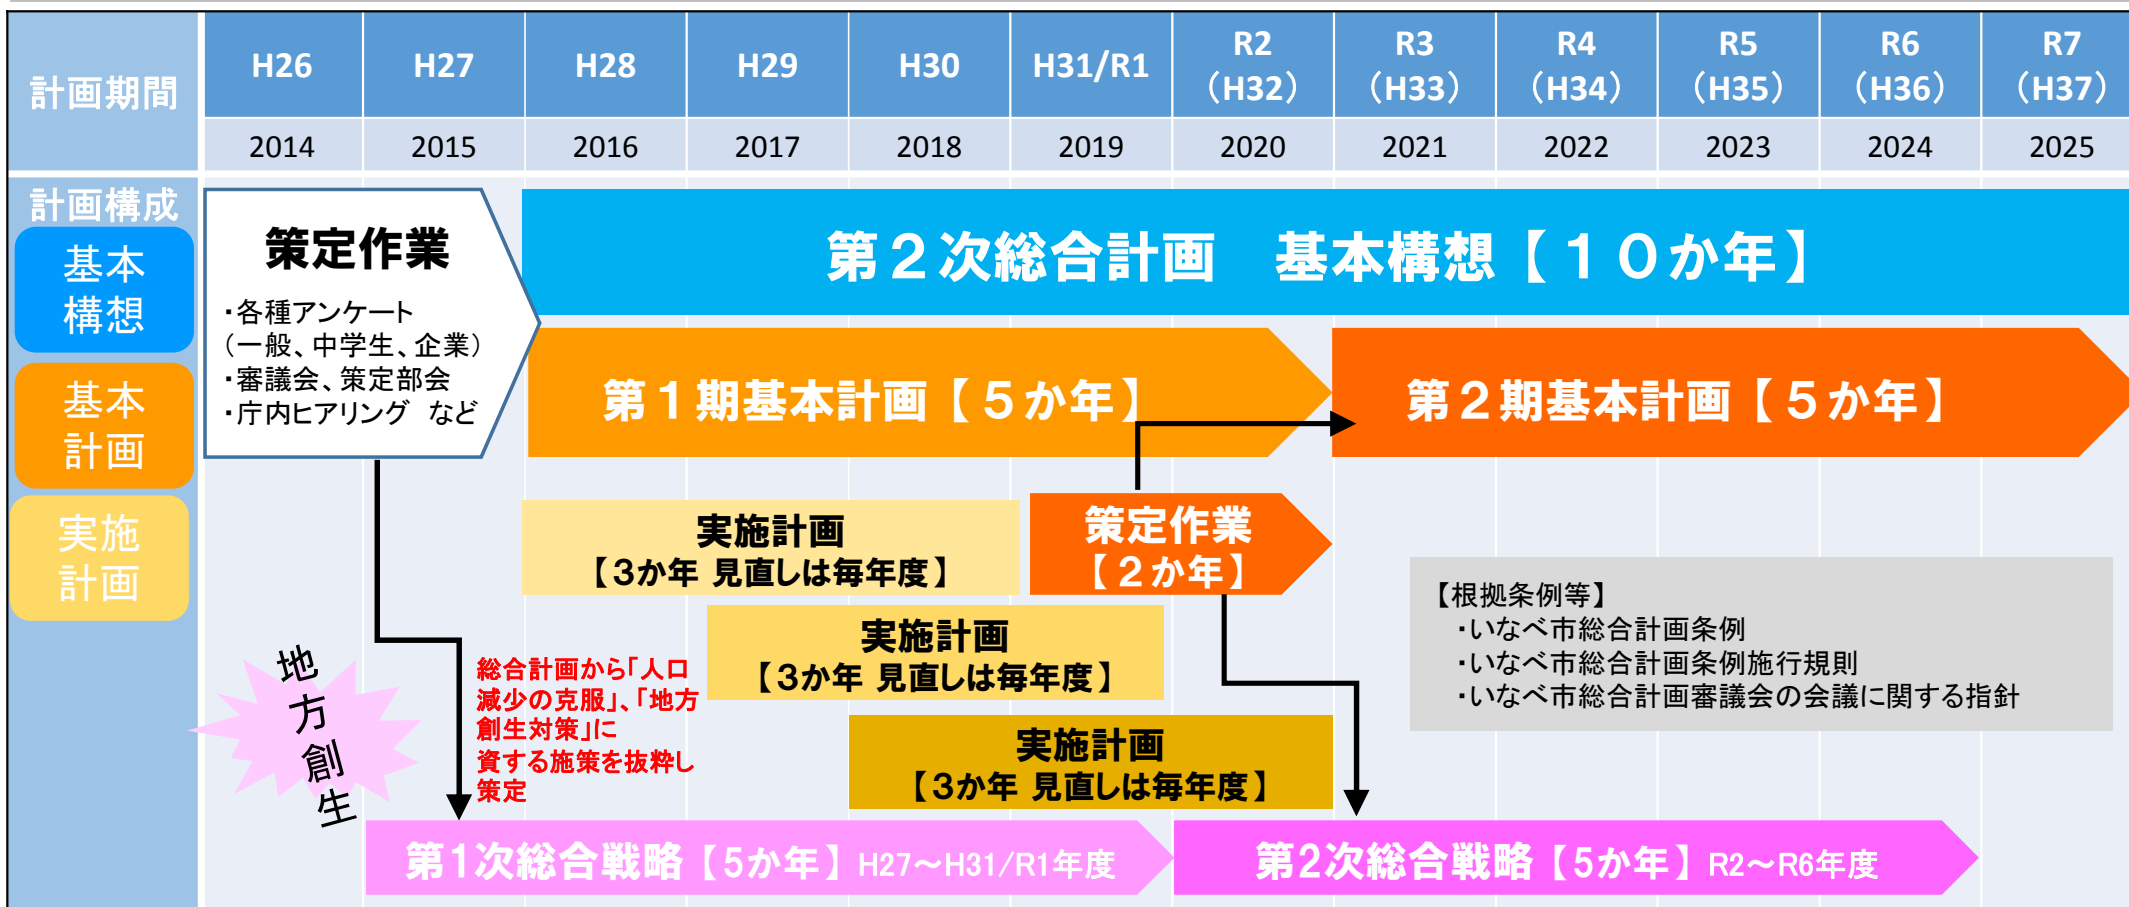 計画期間
H26
H27
H28
H29
H30
H31/R1
R2
（H32）
R3
（H33）
R4
（H34）
R5
（H35）
R6
（H36）
R7
（H37）
2014
2015
2016
2017
2018
2019
2020
2021
2022
2023
2024
2025
計画構成
基本
構想
基本
計画
実施
計画
策定作業
・各種アンケート
（一般、中学生、企業）
・審議会、策定部会
・庁内ヒアリング　など
第２次総合計画　基本構想【１０か年】
第１期基本計画【５か年】
第２期基本計画【５か年】
実施計画
【３か年 見直しは毎年度】
策定作業
【２か年】
実施計画
【３か年 見直しは毎年度】
実施計画
【３か年 見直しは毎年度】
【根拠条例等】
・いなべ市総合計画条例
・いなべ市総合計画条例施行規則
・いなべ市総合計画審議会の会議に関する指針
地方創生
総合計画から「人口
減少の克服」、「地方
創生対策」に
資する施策を抜粋し
策定
第1次総合戦略【5か年】H27～H31/R1年度
第2次総合戦略【5か年】R2～R6年度